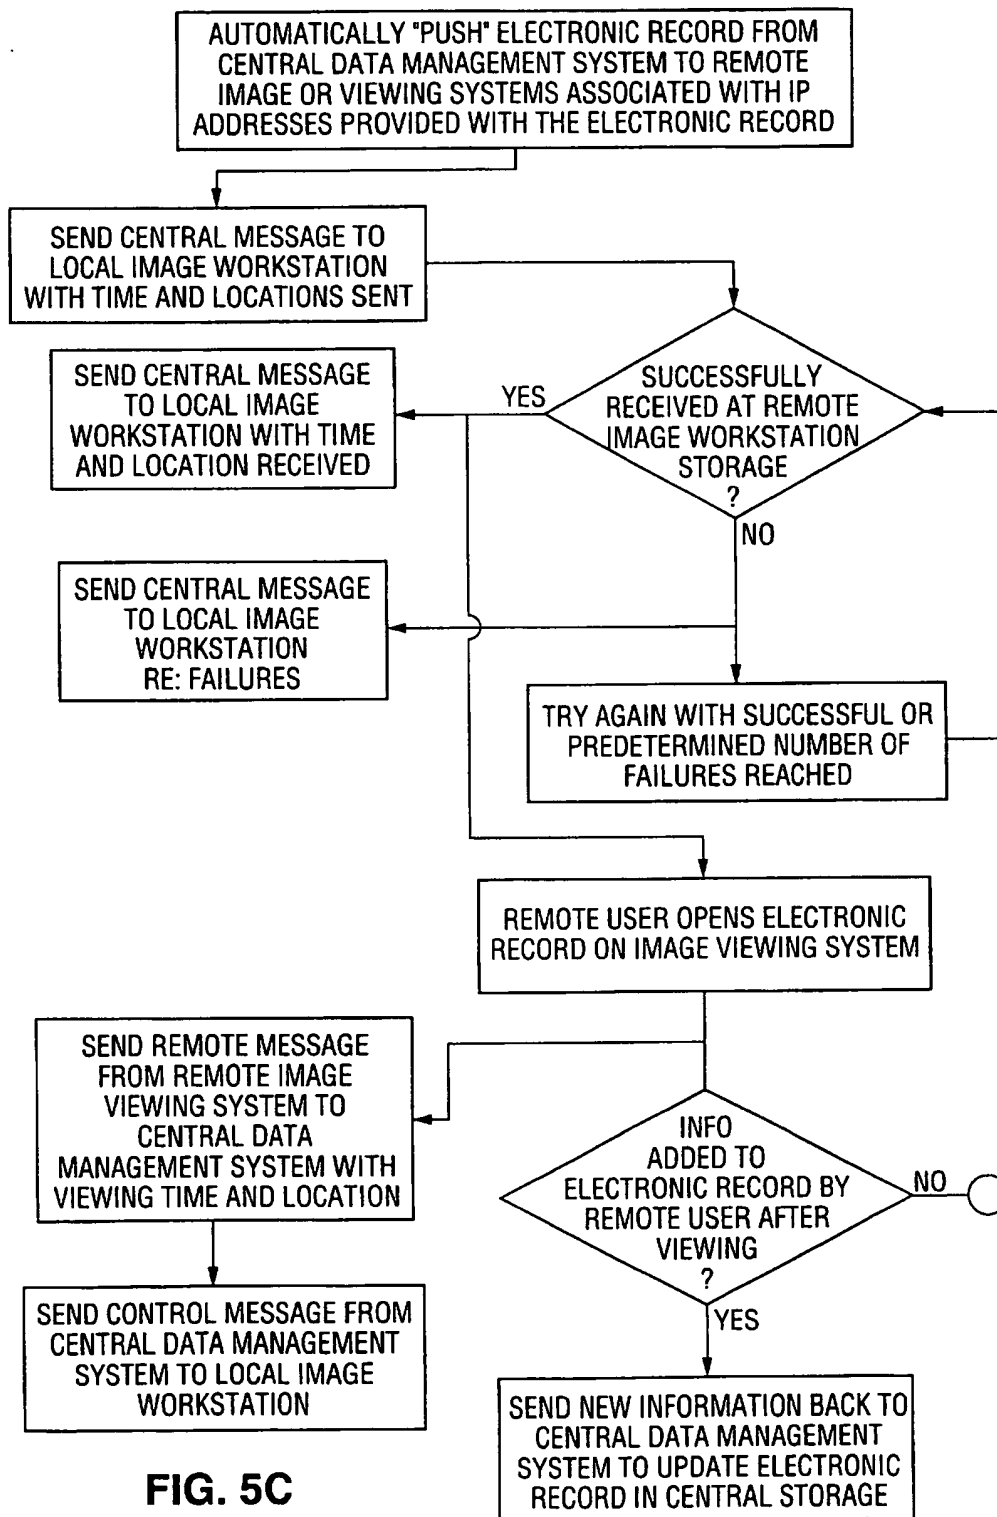 AUTOMATICALLY "PUSH" ELECTRONIC RECORD FROM
CENTRAL DATA MANAGEMENT SYSTEM TO REMOTE
IMAGE OR VIEWING SYSTEMS ASSOCIATED WITH IP
ADDRESSES PROVIDED WITH THE ELECTRONIC RECORD
SEND CENTRAL MESSAGE TO
LOCAL IMAGE WORKSTATION
WITH TIME AND LOCATIONS SENT
SUCCESSFULLY
RECEIVED AT REMOTE
IMAGE WORKSTATION
STORAGE
?
YES
SEND CENTRAL MESSAGE
TO LOCAL IMAGE
WORKSTATION WITH TIME
AND LOCATION RECEIVED
NO
SEND CENTRAL MESSAGE
TO LOCAL IMAGE
WORKSTATION
RE: FAILURES
TRY AGAIN WITH SUCCESSFUL OR
PREDETERMINED NUMBER OF
FAILURES REACHED
REMOTE USER OPENS ELECTRONIC
RECORD ON IMAGE VIEWING SYSTEM
SEND REMOTE MESSAGE
FROM REMOTE IMAGE
VIEWING SYSTEM TO
CENTRAL DATA
MANAGEMENT SYSTEM WITH
VIEWING TIME AND LOCATION
INFO
ADDED TO
ELECTRONIC RECORD BY
REMOTE USER AFTER
VIEWING
?
NO
YES
SEND CONTROL MESSAGE FROM
CENTRAL DATA MANAGEMENT
SYSTEM TO LOCAL IMAGE
WORKSTATION
SEND NEW INFORMATION BACK TO
CENTRAL DATA MANAGEMENT
SYSTEM TO UPDATE ELECTRONIC
RECORD IN CENTRAL STORAGE
FIG. 5C